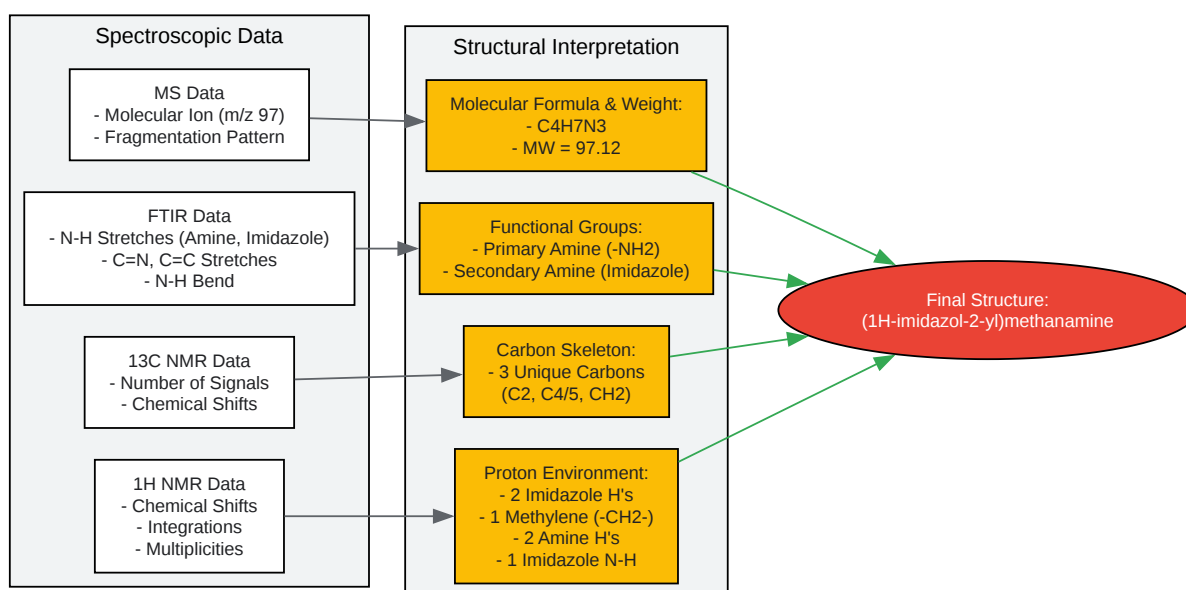 Spectroscopic Data
MS Data
- Molecular Ion (m/z 97)
- Fragmentation Pattern
FTIR Data
- N-H Stretches (Amine, Imidazole)
- C=N, C=C Stretches
- N-H Bend
13C NMR Data
- Number of Signals
- Chemical Shifts
1H NMR Data
- Chemical Shifts
- Integrations
- Multiplicities
Structural Interpretation
Molecular Formula & Weight:
- C4H7N3
- MW = 97.12
Functional Groups:
- Primary Amine (-NH2)
- Secondary Amine (Imidazole)
Carbon Skeleton:
- 3 Unique Carbons
(C2, C4/5, CH2)
Proton Environment:
- 2 Imidazole H's
- 1 Methylene (-CH2-)
- 2 Amine H's
- 1 Imidazole N-H
Final Structure:
(1H-imidazol-2-yl)methanamine